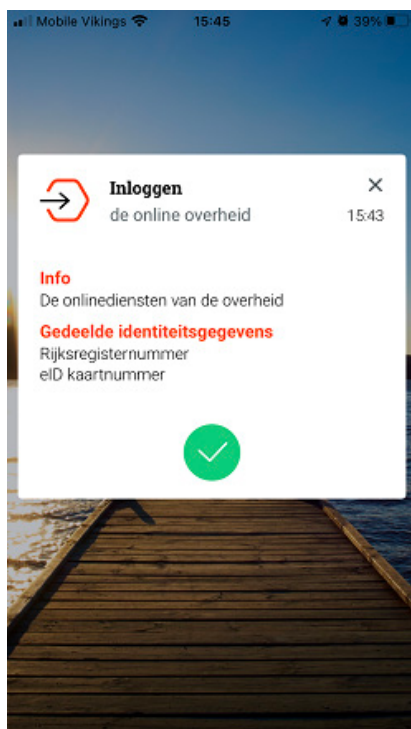 Mobile Vikings 15:45 39%
Inloggen
de online overheid 15:43
Info
De onlinediensten van de overheid
Gedeelde identiteitsgegevens
Rijksregisternummer
eID kaartnummer